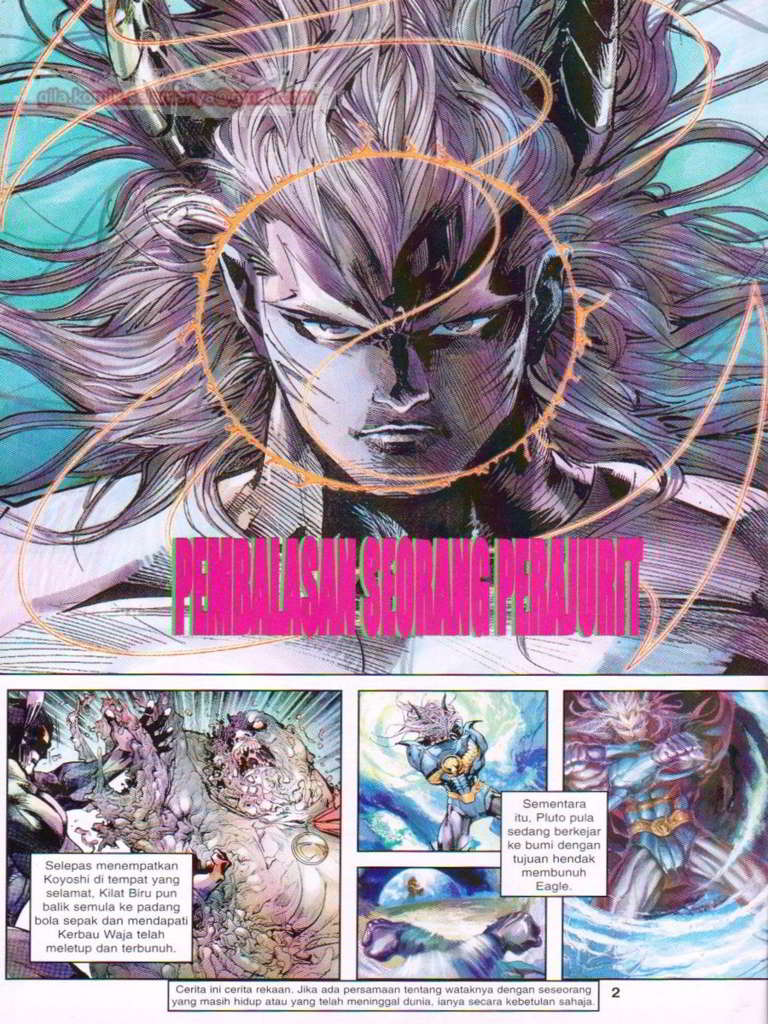 PEMBALASAN SEORANG PERAJURIT
Selepas menempatkan
Koyoshi di tempat yang
selamat, Kilat Biru pun
balik semula ke padang
bola sepak dan mendapati
Kerbau Waja telah
meletup dan terbunuh.
Sementara
itu, Pluto pula
sedang berkejar
ke bumi dengan
tujuan hendak
membunuh
Eagle.
Cerita ini cerita rekaan. Jika ada persamaan tentang wataknya dengan seseorang
yang masih hidup atau yang telah meninggal dunia, ianya secara kebetulan sahaja.
2